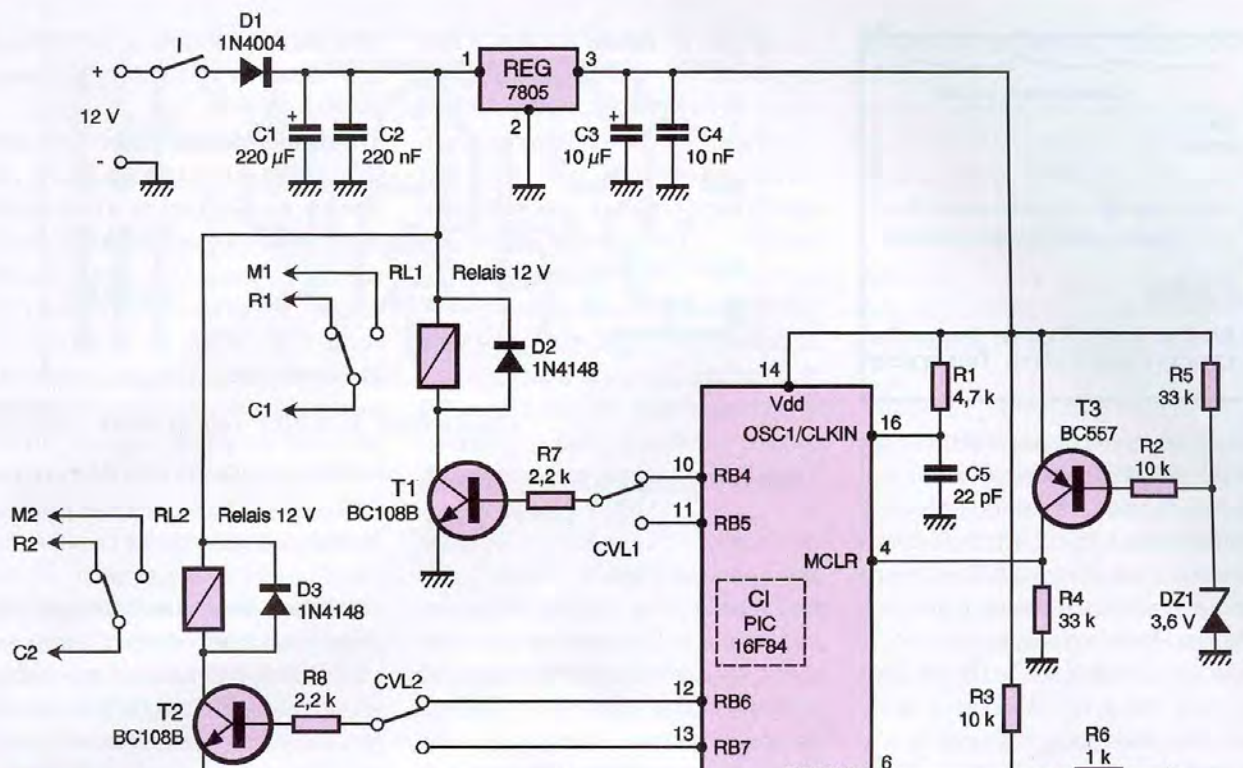 D1
1N4004
I
+
12 V
-
1
REG
7805
3
2
C1
220 µF
+
C2
220 nF
C3
10 µF
+
C4
10 nF
M1
R1
C1
RL1
Relais 12 V
D2
1N4148
14
Vdd
OSC1/CLKIN
16
R1
4,7 k
C5
22 pF
T3
BC557
R2
10 k
R5
33 k
T1
BC108B
R7
2,2 k
10
RB4
11
RB5
CVL1
MCLR
4
R4
33 k
DZ1
3,6 V
M2
R2
C2
RL2
Relais 12 V
D3
1N4148
CI
PIC
16F84
T2
BC108B
R8
2,2 k
CVL2
12
RB6
13
RB7
R3
10 k
R6
1 k
6